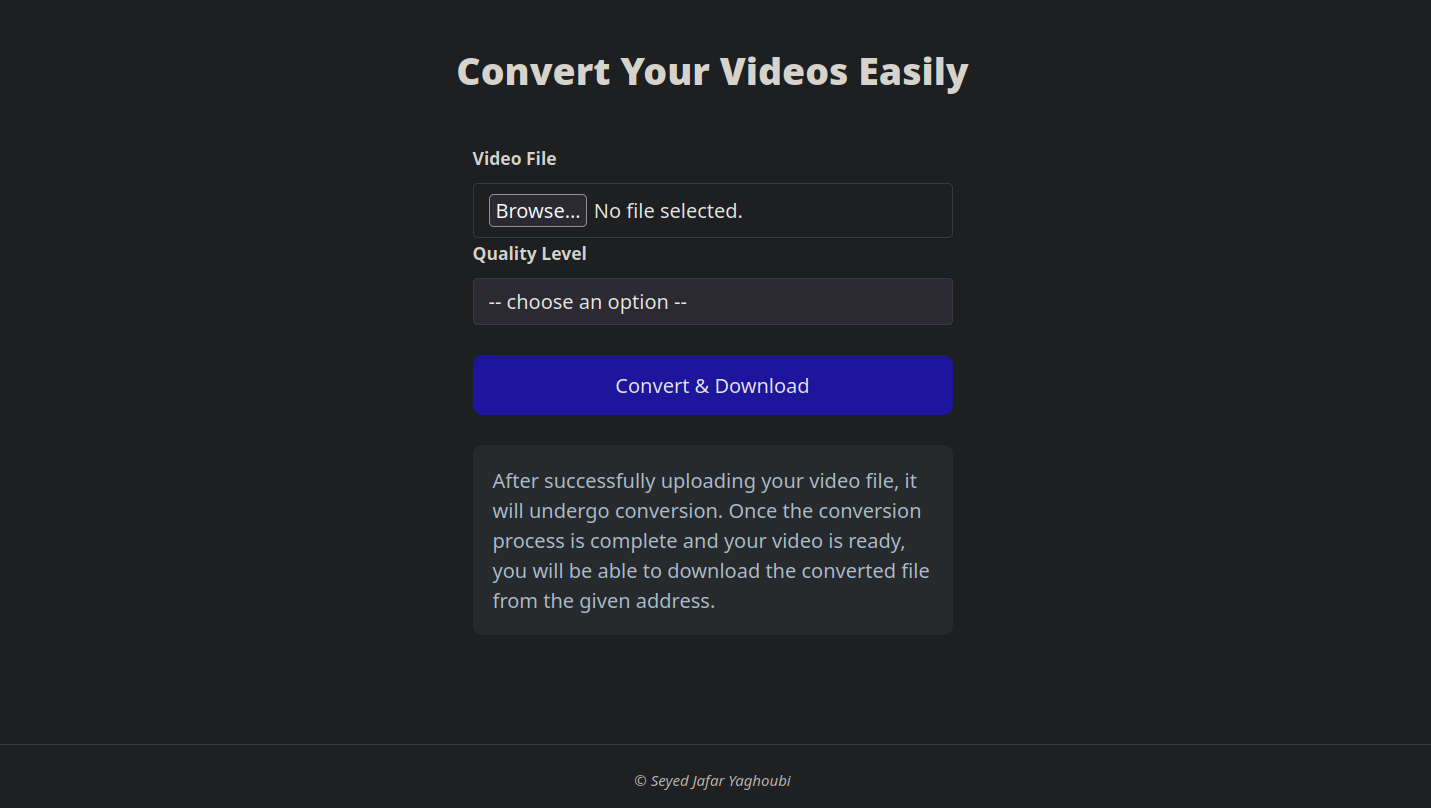 Convert Your Videos Easily
Video File
Browse... No file selected.
Quality Level
-- choose an option --
Convert & Download
After successfully uploading your video file, it
will undergo conversion. Once the conversion
process is complete and your video is ready,
you will be able to download the converted file
from the given address.
© Seyed Jafar Yaghoubi